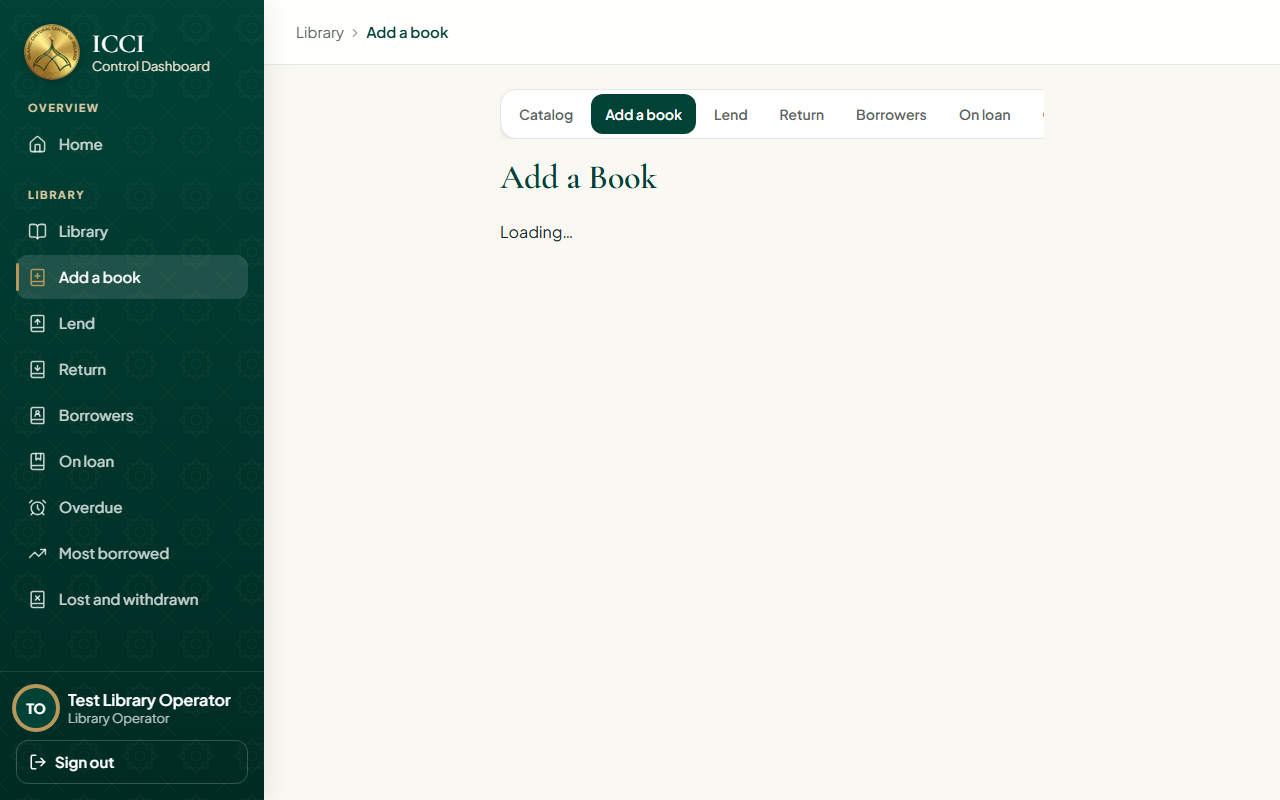 ICCI
Control Dashboard
OVERVIEW
Home
LIBRARY
Library
Add a book
Lend
Return
Borrowers
On loan
Overdue
Most borrowed
Lost and withdrawn
TO
Test Library Operator
Library Operator
Sign out
Library › Add a book
Catalog Add a book Lend Return Borrowers On loan
Add a Book
Loading…